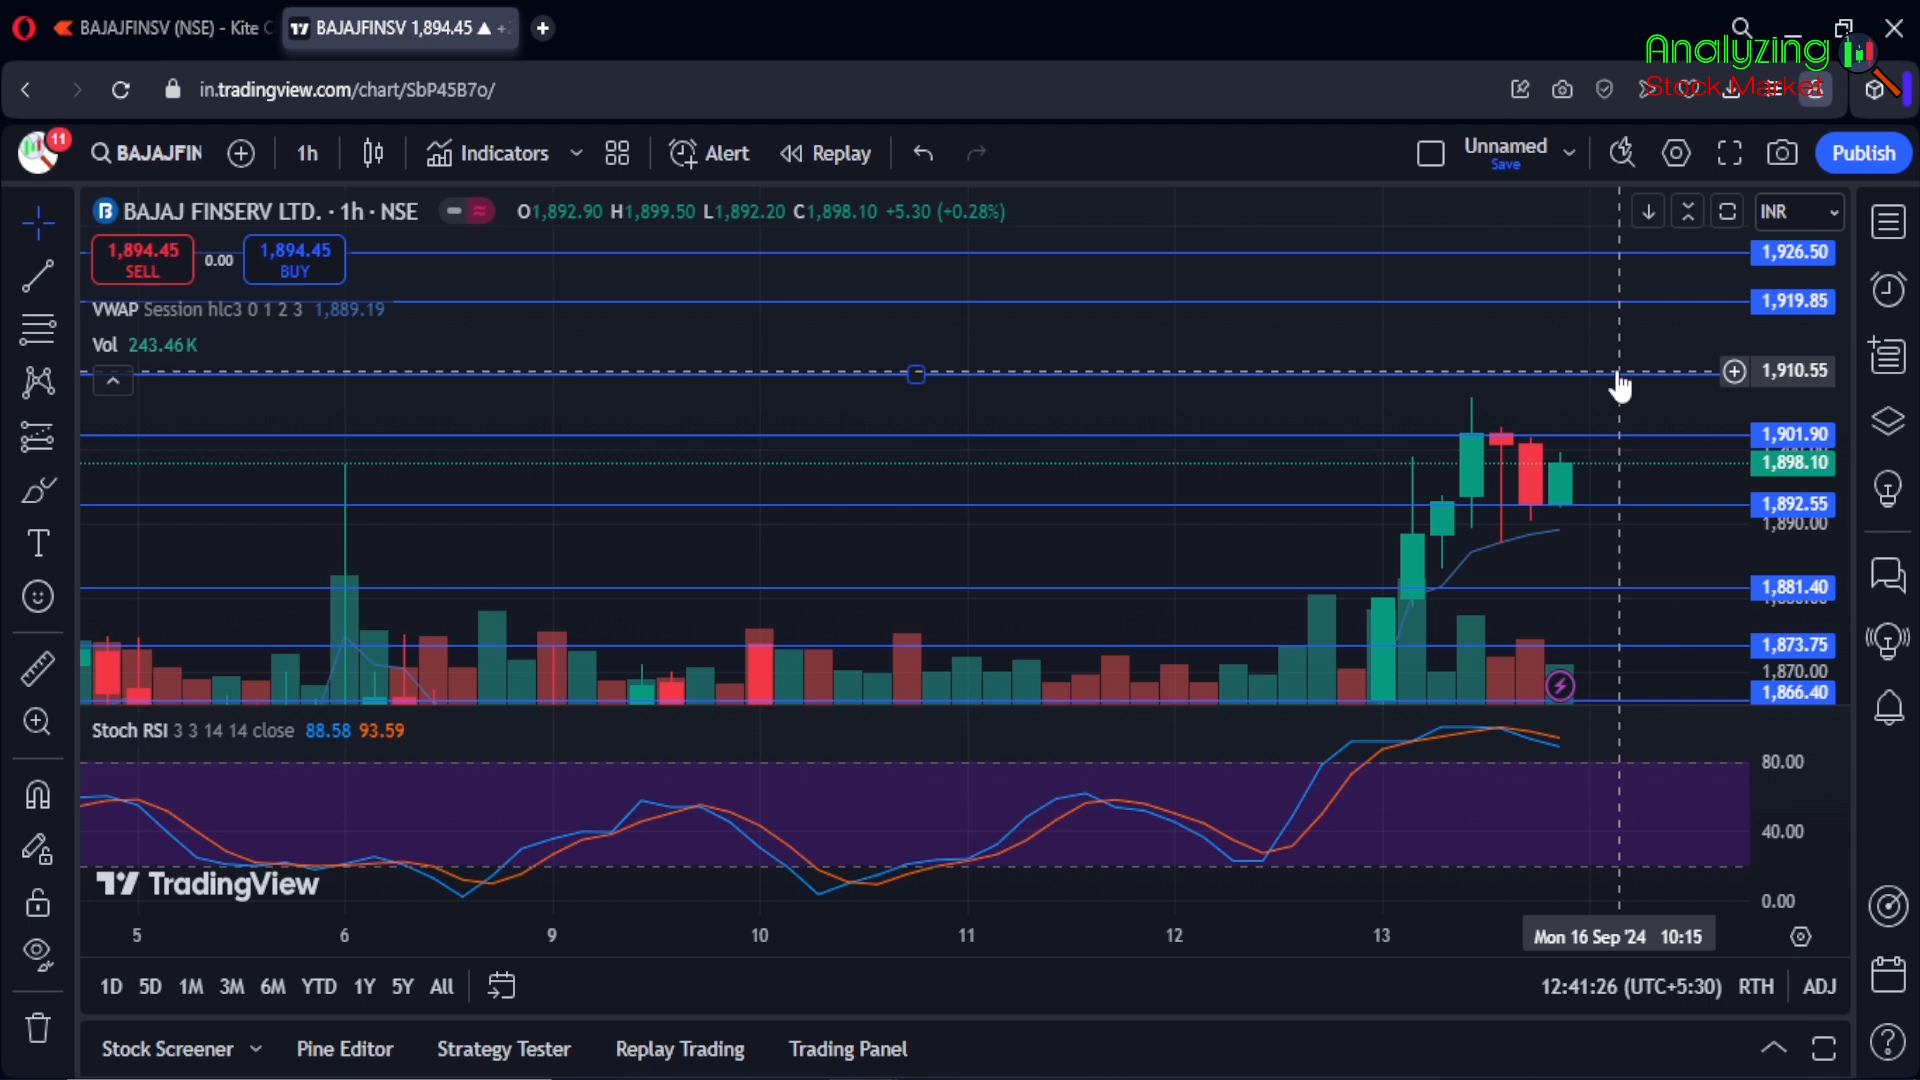 BAJAJFINSV (NSE) - Kite C
BAJAJFINSV 1,894.45 ▲ +
Analyzing
Stock Market
in.tradingview.com/chart/SbP45B7o/
11
BAJAJFIN
1h
Indicators
Alert
Replay
Unnamed
Save
Publish
BAJAJ FINSERV LTD. · 1h · NSE
O1,892.90 H1,899.50 L1,892.20 C1,898.10 +5.30 (+0.28%)
INR
1,894.45
SELL
0.00
1,894.45
BUY
1,926.50
VWAP Session hlc3 0 1 2 3 1,889.19
1,919.85
Vol 243.46K
1,910.55
1,901.90
1,898.10
1,892.55
1,890.00
1,881.40
1,873.75
1,870.00
1,866.40
Stoch RSI 3 3 14 14 close 88.58 93.59
80.00
40.00
TradingView
0.00
5 6 9 10 11 12 13
Mon 16 Sep '24 10:15
1D 5D 1M 3M 6M YTD 1Y 5Y All
12:41:26 (UTC+5:30) RTH ADJ
Stock Screener
Pine Editor
Strategy Tester
Replay Trading
Trading Panel